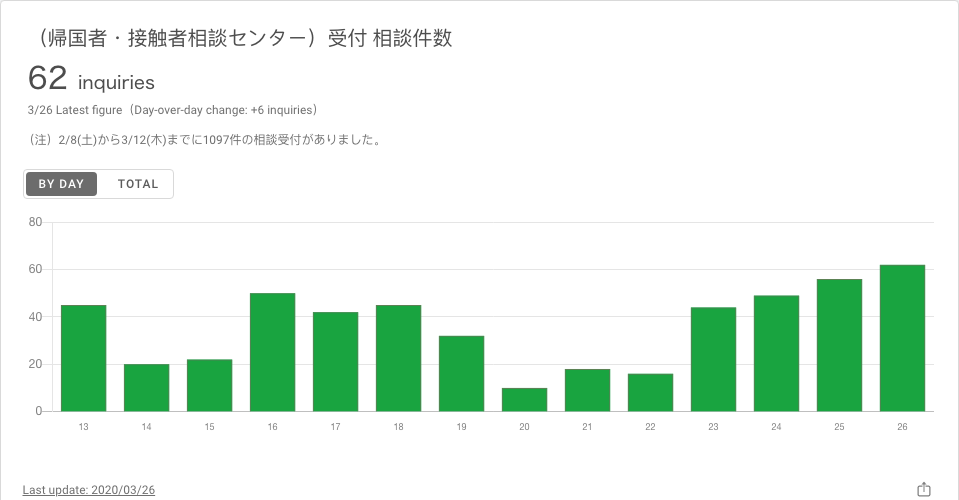 （帰国者・接触者相談センター）受付 相談件数
62 inquiries
3/26 Latest figure（Day-over-day change: +6 inquiries）
（注）2/8(土)から3/12(木)までに1097件の相談受付がありました。
BY DAY TOTAL
80
60
40
20
0
13 14 15 16 17 18 19 20 21 22 23 24 25 26
Last update: 2020/03/26